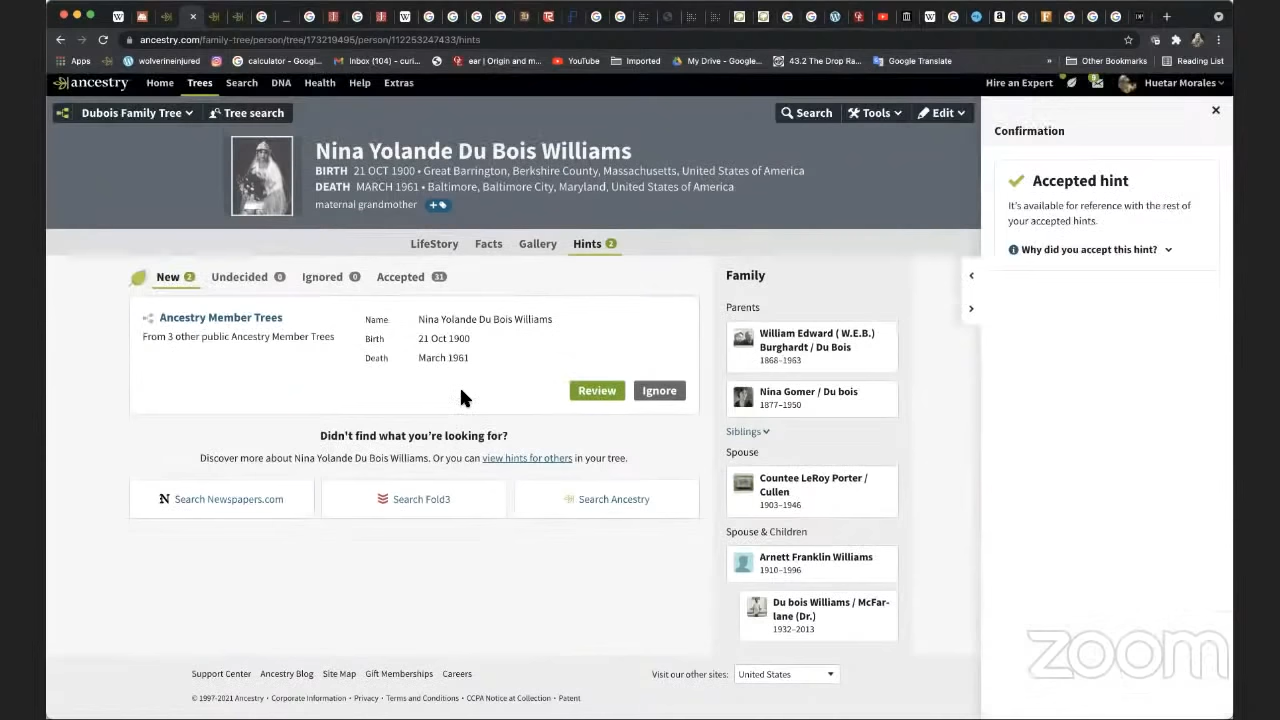 ancestry.com/family-tree/person/tree/173219495/person/112253247433/hints
Apps
wolverineinjured
calculator - Googl...
Inbox (104) - curi...
ear | Origin and m...
YouTube
Imported
My Drive - Google...
43.2 The Drop Ra...
Google Translate
»
Other Bookmarks
Reading List
ancestry
Home
Trees
Search
DNA
Health
Help
Extras
Hire an Expert
Huetar Morales
Dubois Family Tree
Tree search
Search
Tools
Edit
Nina Yolande Du Bois Williams
BIRTH 21 OCT 1900 • Great Barrington, Berkshire County, Massachusetts, United States of America
DEATH MARCH 1961 • Baltimore, Baltimore City, Maryland, United States of America
maternal grandmother
LifeStory
Facts
Gallery
Hints 2
New 2
Undecided 0
Ignored 0
Accepted 31
Ancestry Member Trees
From 3 other public Ancestry Member Trees
Name Nina Yolande Du Bois Williams
Birth 21 Oct 1900
Death March 1961
Review
Ignore
Didn't find what you're looking for?
Discover more about Nina Yolande Du Bois Williams. Or you can view hints for others in your tree.
Search Newspapers.com
Search Fold3
Search Ancestry
Family
Parents
William Edward ( W.E.B.)
Burghardt / Du Bois
1868–1963
Nina Gomer / Du bois
1877–1950
Siblings
Spouse
Countee LeRoy Porter /
Cullen
1903–1946
Spouse & Children
Arnett Franklin Williams
1910–1996
Du bois Williams / McFar-
lane (Dr.)
1932–2013
Confirmation
Accepted hint
It's available for reference with the rest of
your accepted hints.
Why did you accept this hint?
Support Center
Ancestry Blog
Site Map
Gift Memberships
Careers
Visit our other sites:
United States
© 1997-2021 Ancestry • Corporate Information • Privacy • Terms and Conditions • CCPA Notice at Collection • Patent
zoom